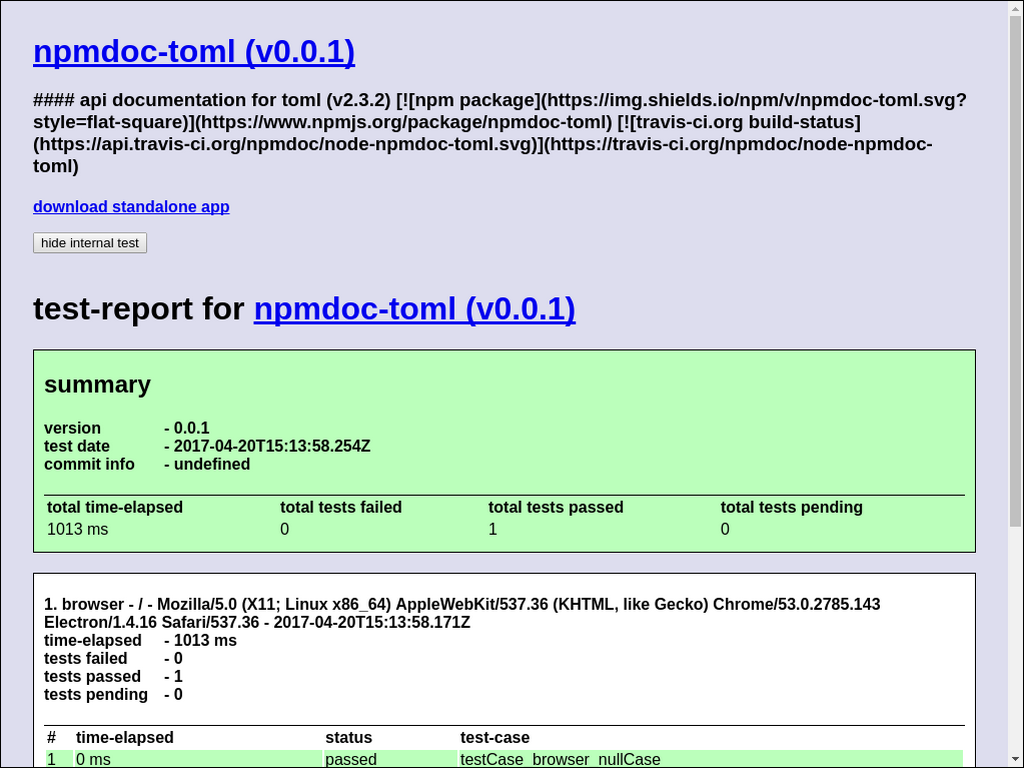 npmdoc-toml (v0.0.1)
#### api documentation for toml (v2.3.2) [![npm package](https://img.shields.io/npm/v/npmdoc-toml.svg?
style=flat-square)](https://www.npmjs.org/package/npmdoc-toml) [![travis-ci.org build-status]
(https://api.travis-ci.org/npmdoc/node-npmdoc-toml.svg)](https://travis-ci.org/npmdoc/node-npmdoc-
toml)
download standalone app
hide internal test
test-report for npmdoc-toml (v0.0.1)
summary
version - 0.0.1
test date - 2017-04-20T15:13:58.254Z
commit info - undefined
total time-elapsed total tests failed total tests passed total tests pending
1013 ms 0 1 0
1. browser - / - Mozilla/5.0 (X11; Linux x86_64) AppleWebKit/537.36 (KHTML, like Gecko) Chrome/53.0.2785.143
Electron/1.4.16 Safari/537.36 - 2017-04-20T15:13:58.171Z
time-elapsed - 1013 ms
tests failed - 0
tests passed - 1
tests pending - 0
# time-elapsed status test-case
1 0 ms passed testCase_browser_nullCase